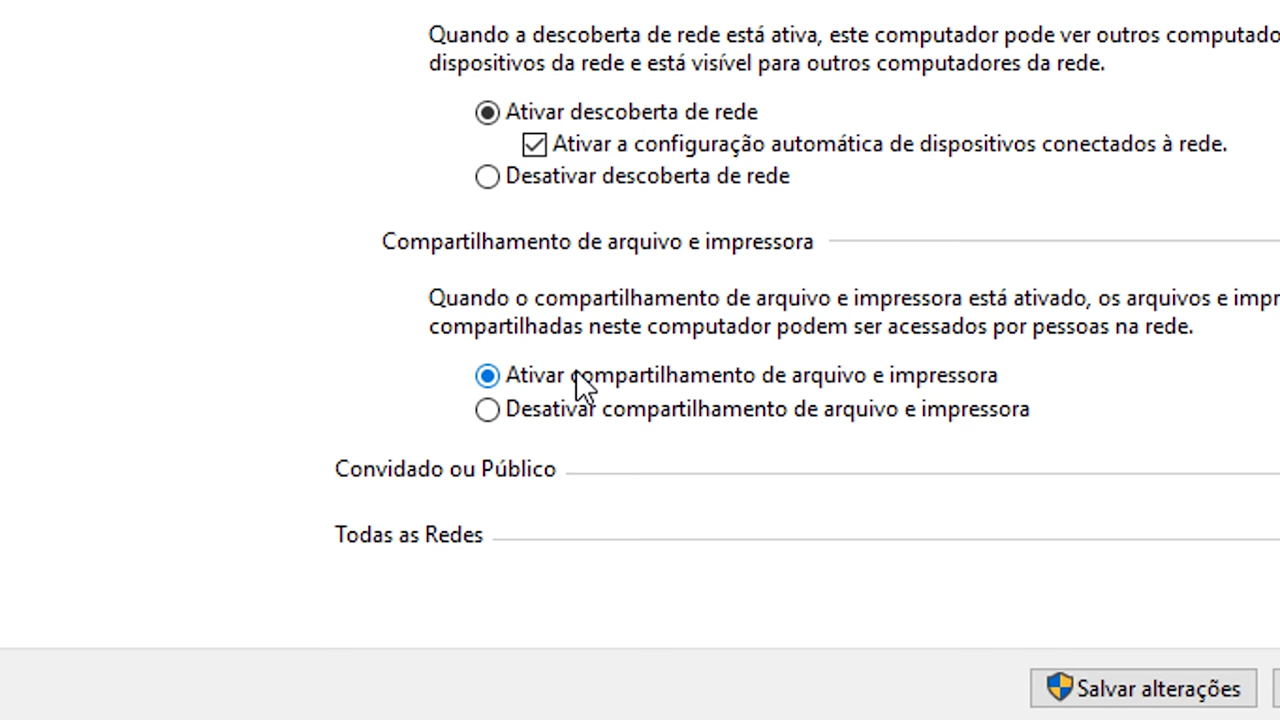 Quando a descoberta de rede está ativa, este computador pode ver outros
dispositivos da rede e está visível para outros computadores da rede.
Ativar descoberta de rede
Ativar a configuração automática de dispositivos conectados à rede.
Desativar descoberta de rede
Compartilhamento de arquivo e impressora
Quando o compartilhamento de arquivo e impressora está ativado, os arquivos e
compartilhadas neste computador podem ser acessados por pessoas na rede.
Ativar compartilhamento de arquivo e impressora
Desativar compartilhamento de arquivo e impressora
Convidado ou Público
Todas as Redes
Salvar alterações